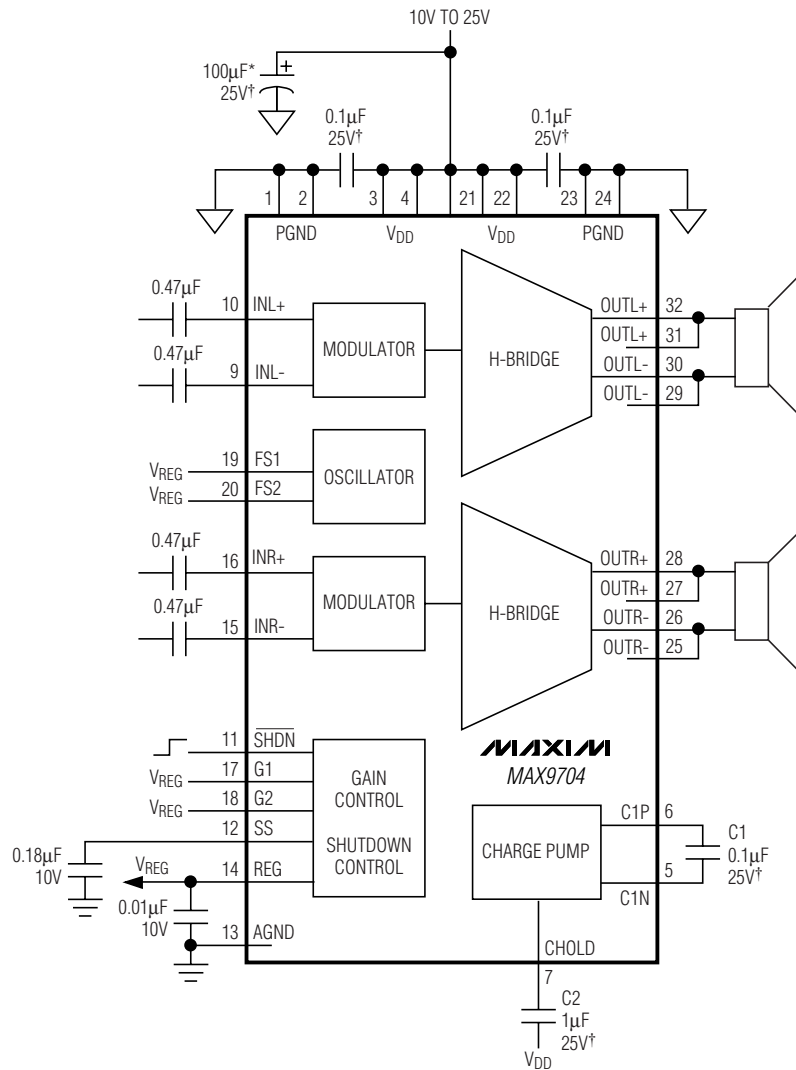 10V TO 25V
100µF*
25V†
+
0.1µF
25V†
0.1µF
25V†
1 2 3 4 21 22 23 24
PGND VDD VDD PGND
0.47µF
10 INL+
0.47µF
9 INL-
MODULATOR
H-BRIDGE
OUTL+ 32
OUTL+ 31
OUTL- 30
OUTL- 29
VREG 19 FS1
VREG 20 FS2
OSCILLATOR
0.47µF
16 INR+
0.47µF
15 INR-
MODULATOR
H-BRIDGE
OUTR+ 28
OUTR+ 27
OUTR- 26
OUTR- 25
11 SHDN
VREG 17 G1
VREG 18 G2
12 SS
14 REG
13 AGND
GAIN
CONTROL
SHUTDOWN
CONTROL
0.18µF
10V
VREG
0.01µF
10V
MAXIM
MAX9704
CHARGE PUMP
C1P 6
C1N 5
C1
0.1µF
25V†
CHOLD
7
C2
1µF
25V†
VDD